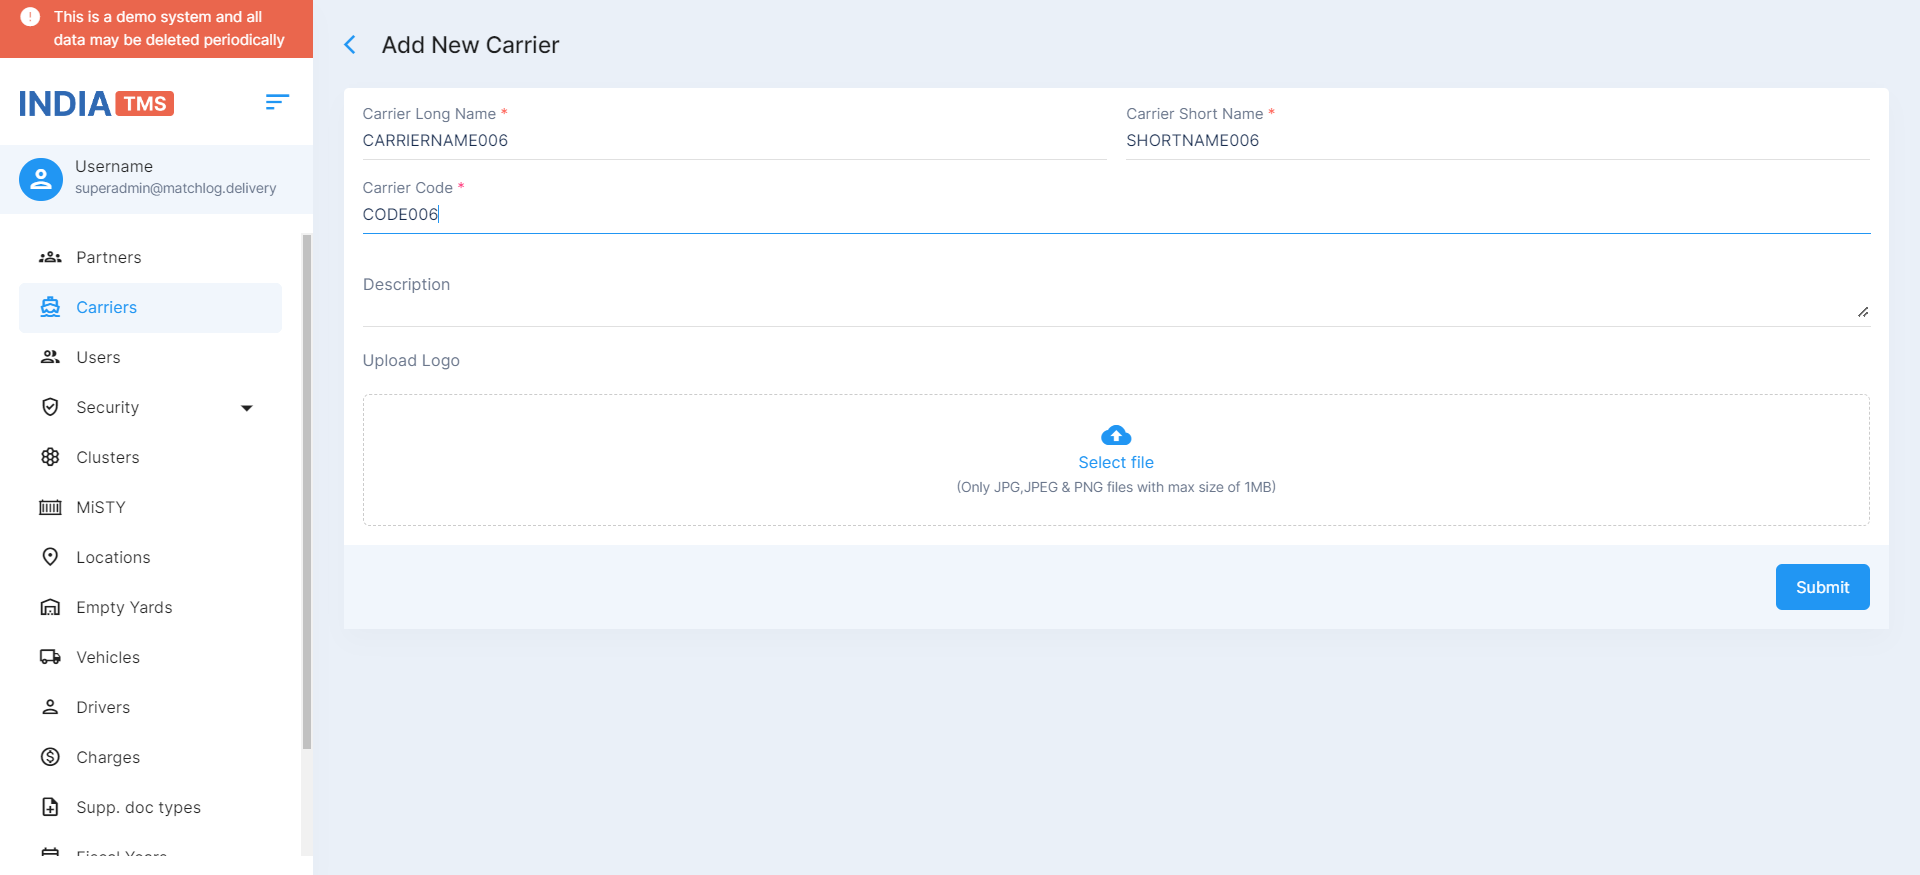 This is a demo system and all
data may be deleted periodically
INDIA TMS
Username
superadmin@matchlog.delivery
Partners
Carriers
Users
Security
Clusters
MiSTY
Locations
Empty Yards
Vehicles
Drivers
Charges
Supp. doc types
Fiscal Years
Add New Carrier
Carrier Long Name *
CARRIERNAME006
Carrier Short Name *
SHORTNAME006
Carrier Code *
CODE006
Description
Upload Logo
Select file
(Only JPG,JPEG & PNG files with max size of 1MB)
Submit